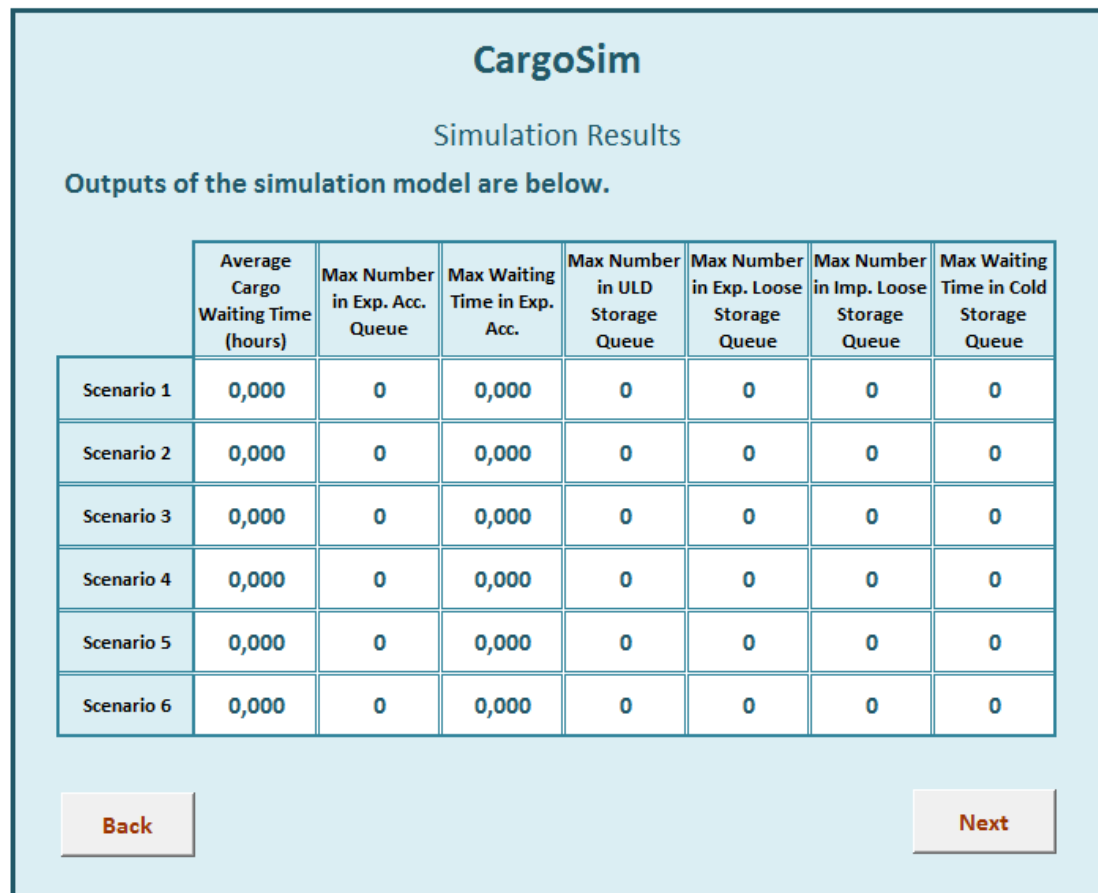 CargoSim
Simulation Results
Outputs of the simulation model are below.
Average Cargo Waiting Time (hours) Max Number in Exp. Acc. Queue Max Waiting Time in Exp. Acc. Max Number in ULD Storage Queue Max Number in Exp. Loose Storage Queue Max Number in Imp. Loose Storage Queue Max Waiting Time in Cold Storage Queue
Scenario 1 0,000 0 0,000 0 0 0 0
Scenario 2 0,000 0 0,000 0 0 0 0
Scenario 3 0,000 0 0,000 0 0 0 0
Scenario 4 0,000 0 0,000 0 0 0 0
Scenario 5 0,000 0 0,000 0 0 0 0
Scenario 6 0,000 0 0,000 0 0 0 0
Back Next